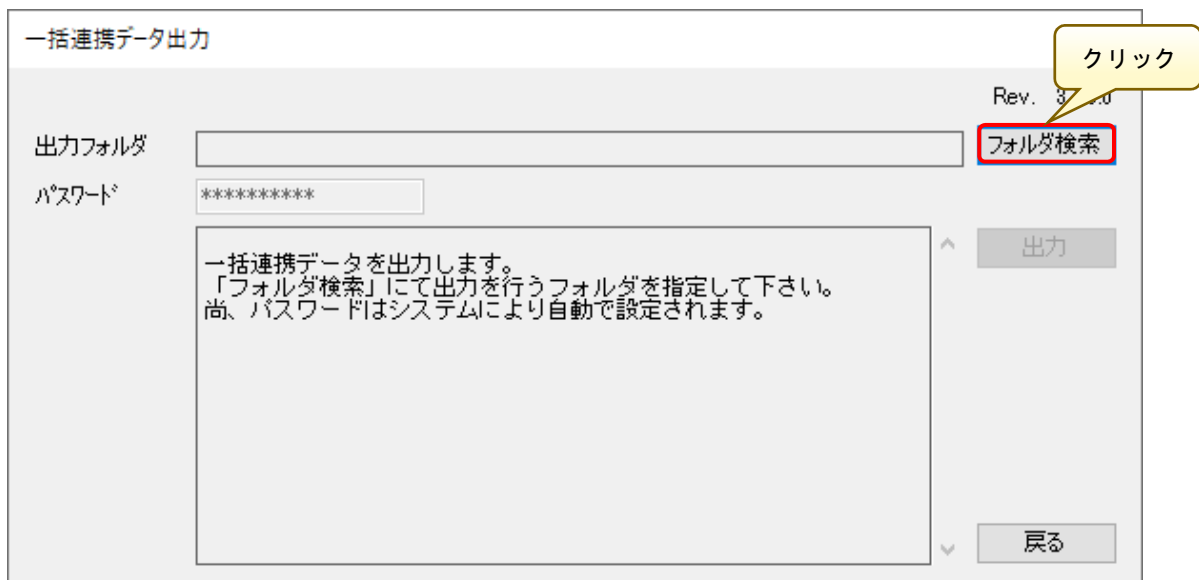 一括連携データ出力
クリック
Rev. 3
出力フォルダ
フォルダ検索
ﾊﾟｽﾜｰﾄﾞ
**********
一括連携データを出力します。
「フォルダ検索」にて出力を行うフォルダを指定して下さい。
尚、パスワードはシステムにより自動で設定されます。
出力
戻る